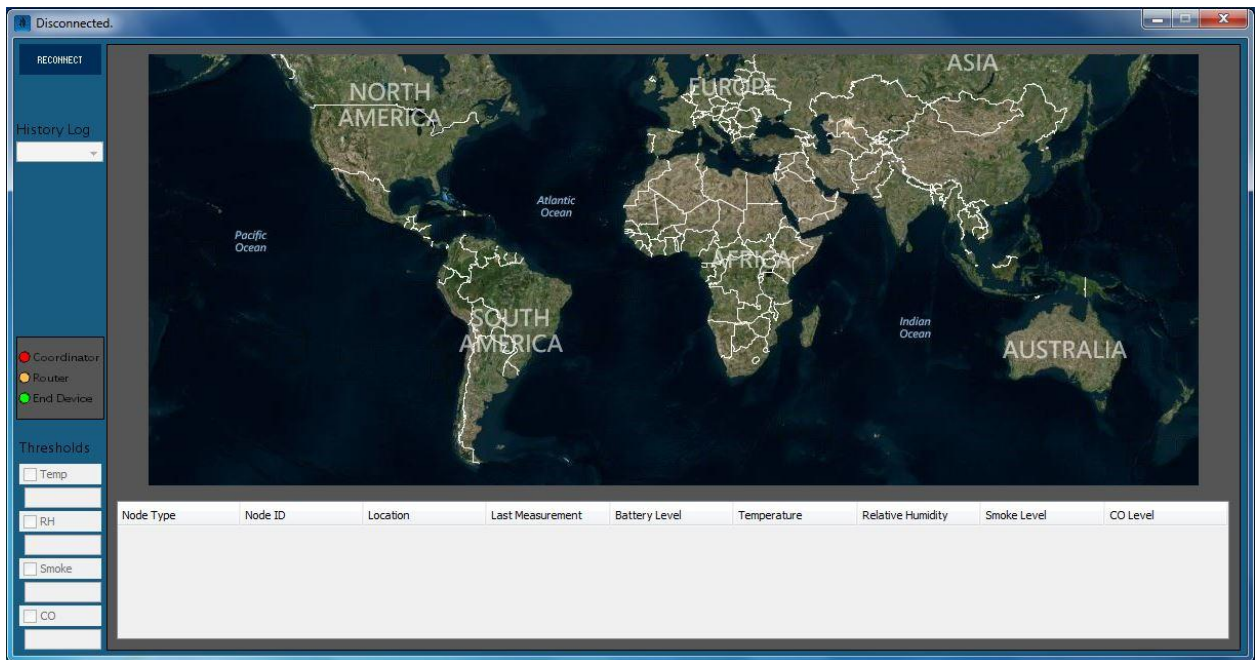 Disconnected.
RECONNECT
History Log
Coordinator
Router
End Device
Thresholds
Temp
RH
Smoke
CO
NORTH
AMERICA
EUROPE
ASIA
Atlantic
Ocean
Pacific
Ocean
AFRICA
SOUTH
AMERICA
Indian
Ocean
AUSTRALIA
Node Type Node ID Location Last Measurement Battery Level Temperature Relative Humidity Smoke Level CO Level